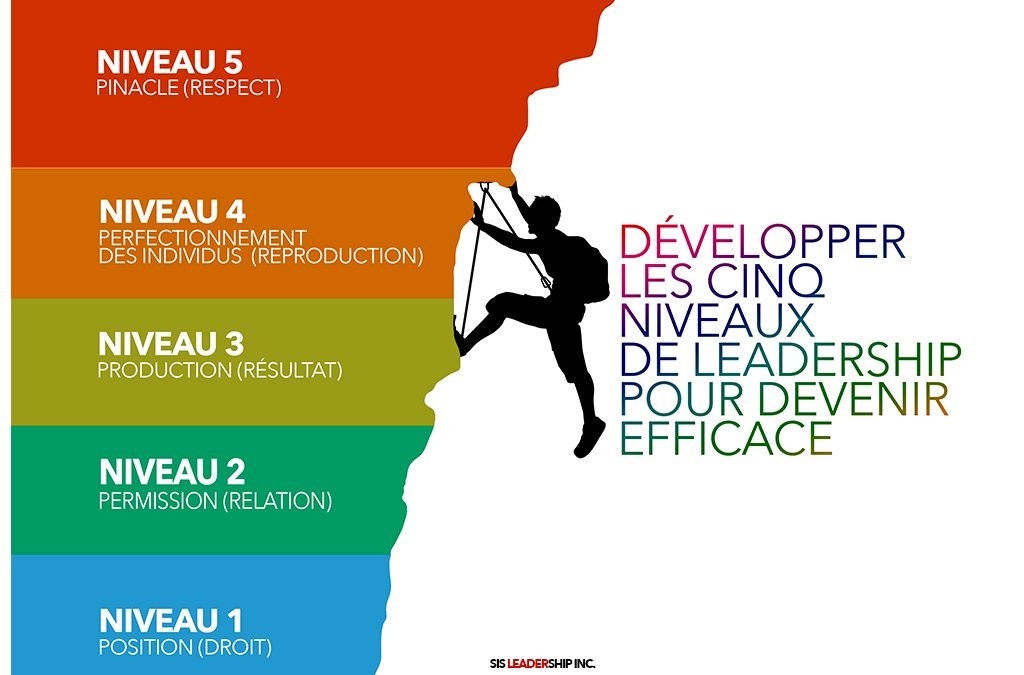 NIVEAU 5
PINACLE (RESPECT)
NIVEAU 4
PERFECTIONNEMENT
DES INDIVIDUS (REPRODUCTION)
NIVEAU 3
PRODUCTION (RÉSULTAT)
NIVEAU 2
PERMISSION (RELATION)
NIVEAU 1
POSITION (DROIT)
DÉVELOPPER
LES CINQ
NIVEAUX
DE LEADERSHIP
POUR DEVENIR
EFFICACE
SIS LEADERSHIP INC.